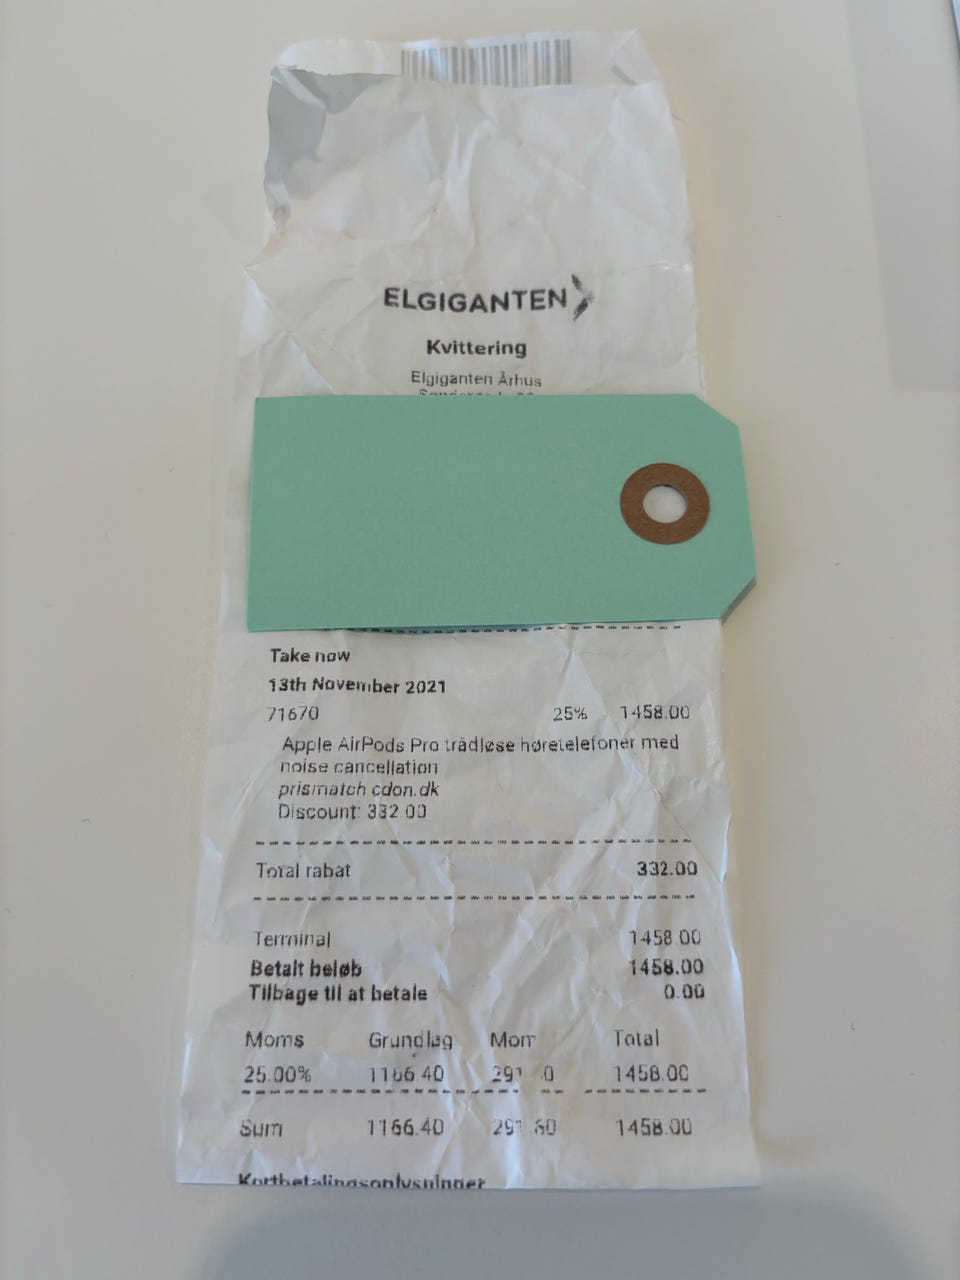 ELGIGANTEN
Kvittering
Elgiganten Århus
Take now
13th November 2021
71670 25% 1458.00
Apple AirPods Pro trådløse høretelefoner med
noise cancellation
prismatch cdon.dk
Discount: 332.00
Total rabat 332.00
Terminal 1458.00
Betalt beløb 1458.00
Tilbage til at betale 0.00
Moms Grundlag Mom Total
25.00% 1166.40 1458.00
Sum 1166.40 1458.00
Kortbetalingsoplysninger